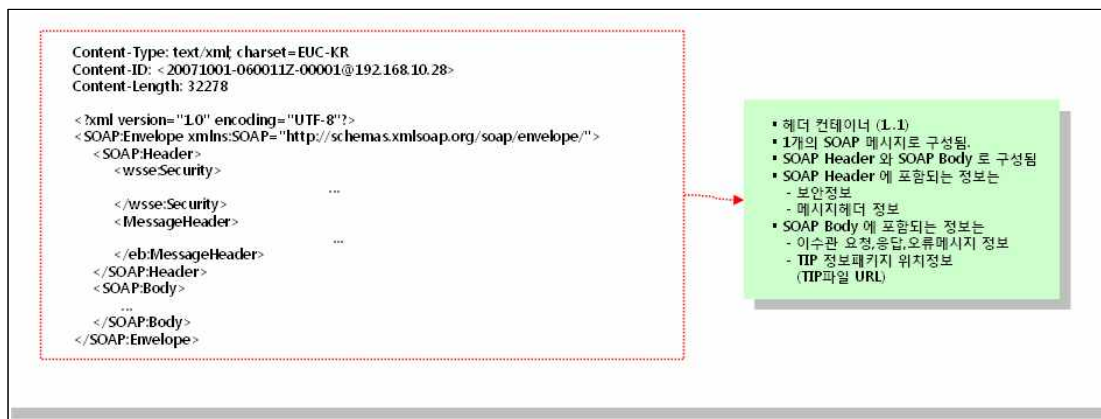 Content-Type: text/xml; charset=EUC-KR
Content-ID: <20071001-060011Z-00001@192.168.10.28>
Content-Length: 32278
<?xml version="1.0" encoding="UTF-8"?>
<SOAP:Envelope xmlns:SOAP="http://schemas.xmlsoap.org/soap/envelope/">
<SOAP:Header>
<wsse:Security>
...
</wsse:Security>
<MessageHeader>
...
</eb:MessageHeader>
</SOAP:Header>
<SOAP:Body>
...
</SOAP:Body>
</SOAP:Envelope>
▪ 헤더 컨테이너 (1..1)
▪ 1개의 SOAP 메시지로 구성됨.
▪ SOAP Header 와 SOAP Body 로 구성됨
▪ SOAP Header 에 포함되는 정보는
- 보안정보
- 메시지헤더 정보
▪ SOAP Body 에 포함되는 정보는
- 이수관 요청,응답,오류메시지 정보
- TIP 정보패키지 위치정보
(TIP파일 URL)